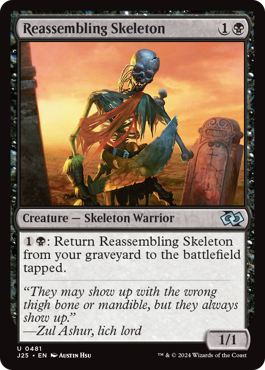 Reassembling Skeleton 1
Creature — Skeleton Warrior
1 : Return Reassembling Skeleton
from your graveyard to the battlefield
tapped.
“They may show up with the wrong
thigh bone or mandible, but they always
show up.”
—Zul Ashur, lich lord
1/1
U 0481
J25 • EN Austin Hsu
™ & © 2024 Wizards of the Coast